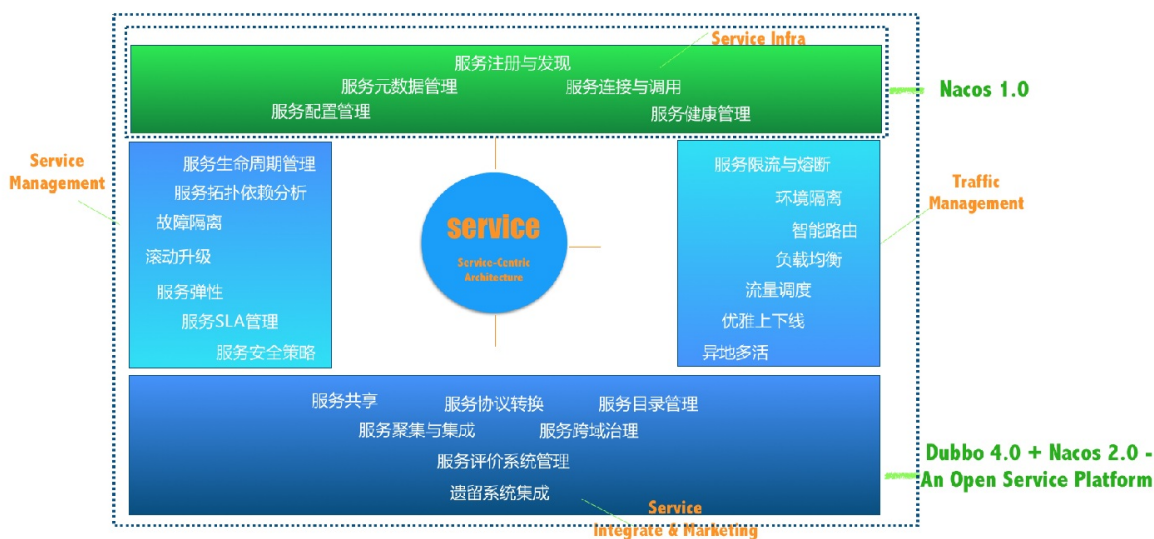 Service Infra
服务注册与发现
服务元数据管理
服务连接与调用
服务配置管理
服务健康管理
Nacos 1.0
Service
Management
服务生命周期管理
服务拓扑依赖分析
故障隔离
滚动升级
服务弹性
服务SLA管理
服务安全策略
service
Service-Centric
Architecture
服务限流与熔断
环境隔离
智能路由
负载均衡
流量调度
优雅上下线
异地多活
Traffic
Management
服务共享
服务协议转换
服务目录管理
服务聚集与集成
服务跨域治理
服务评价系统管理
遗留系统集成
Service
Integrate & Marketing
Dubbo 4.0 + Nacos 2.0 -
An Open Service Platform